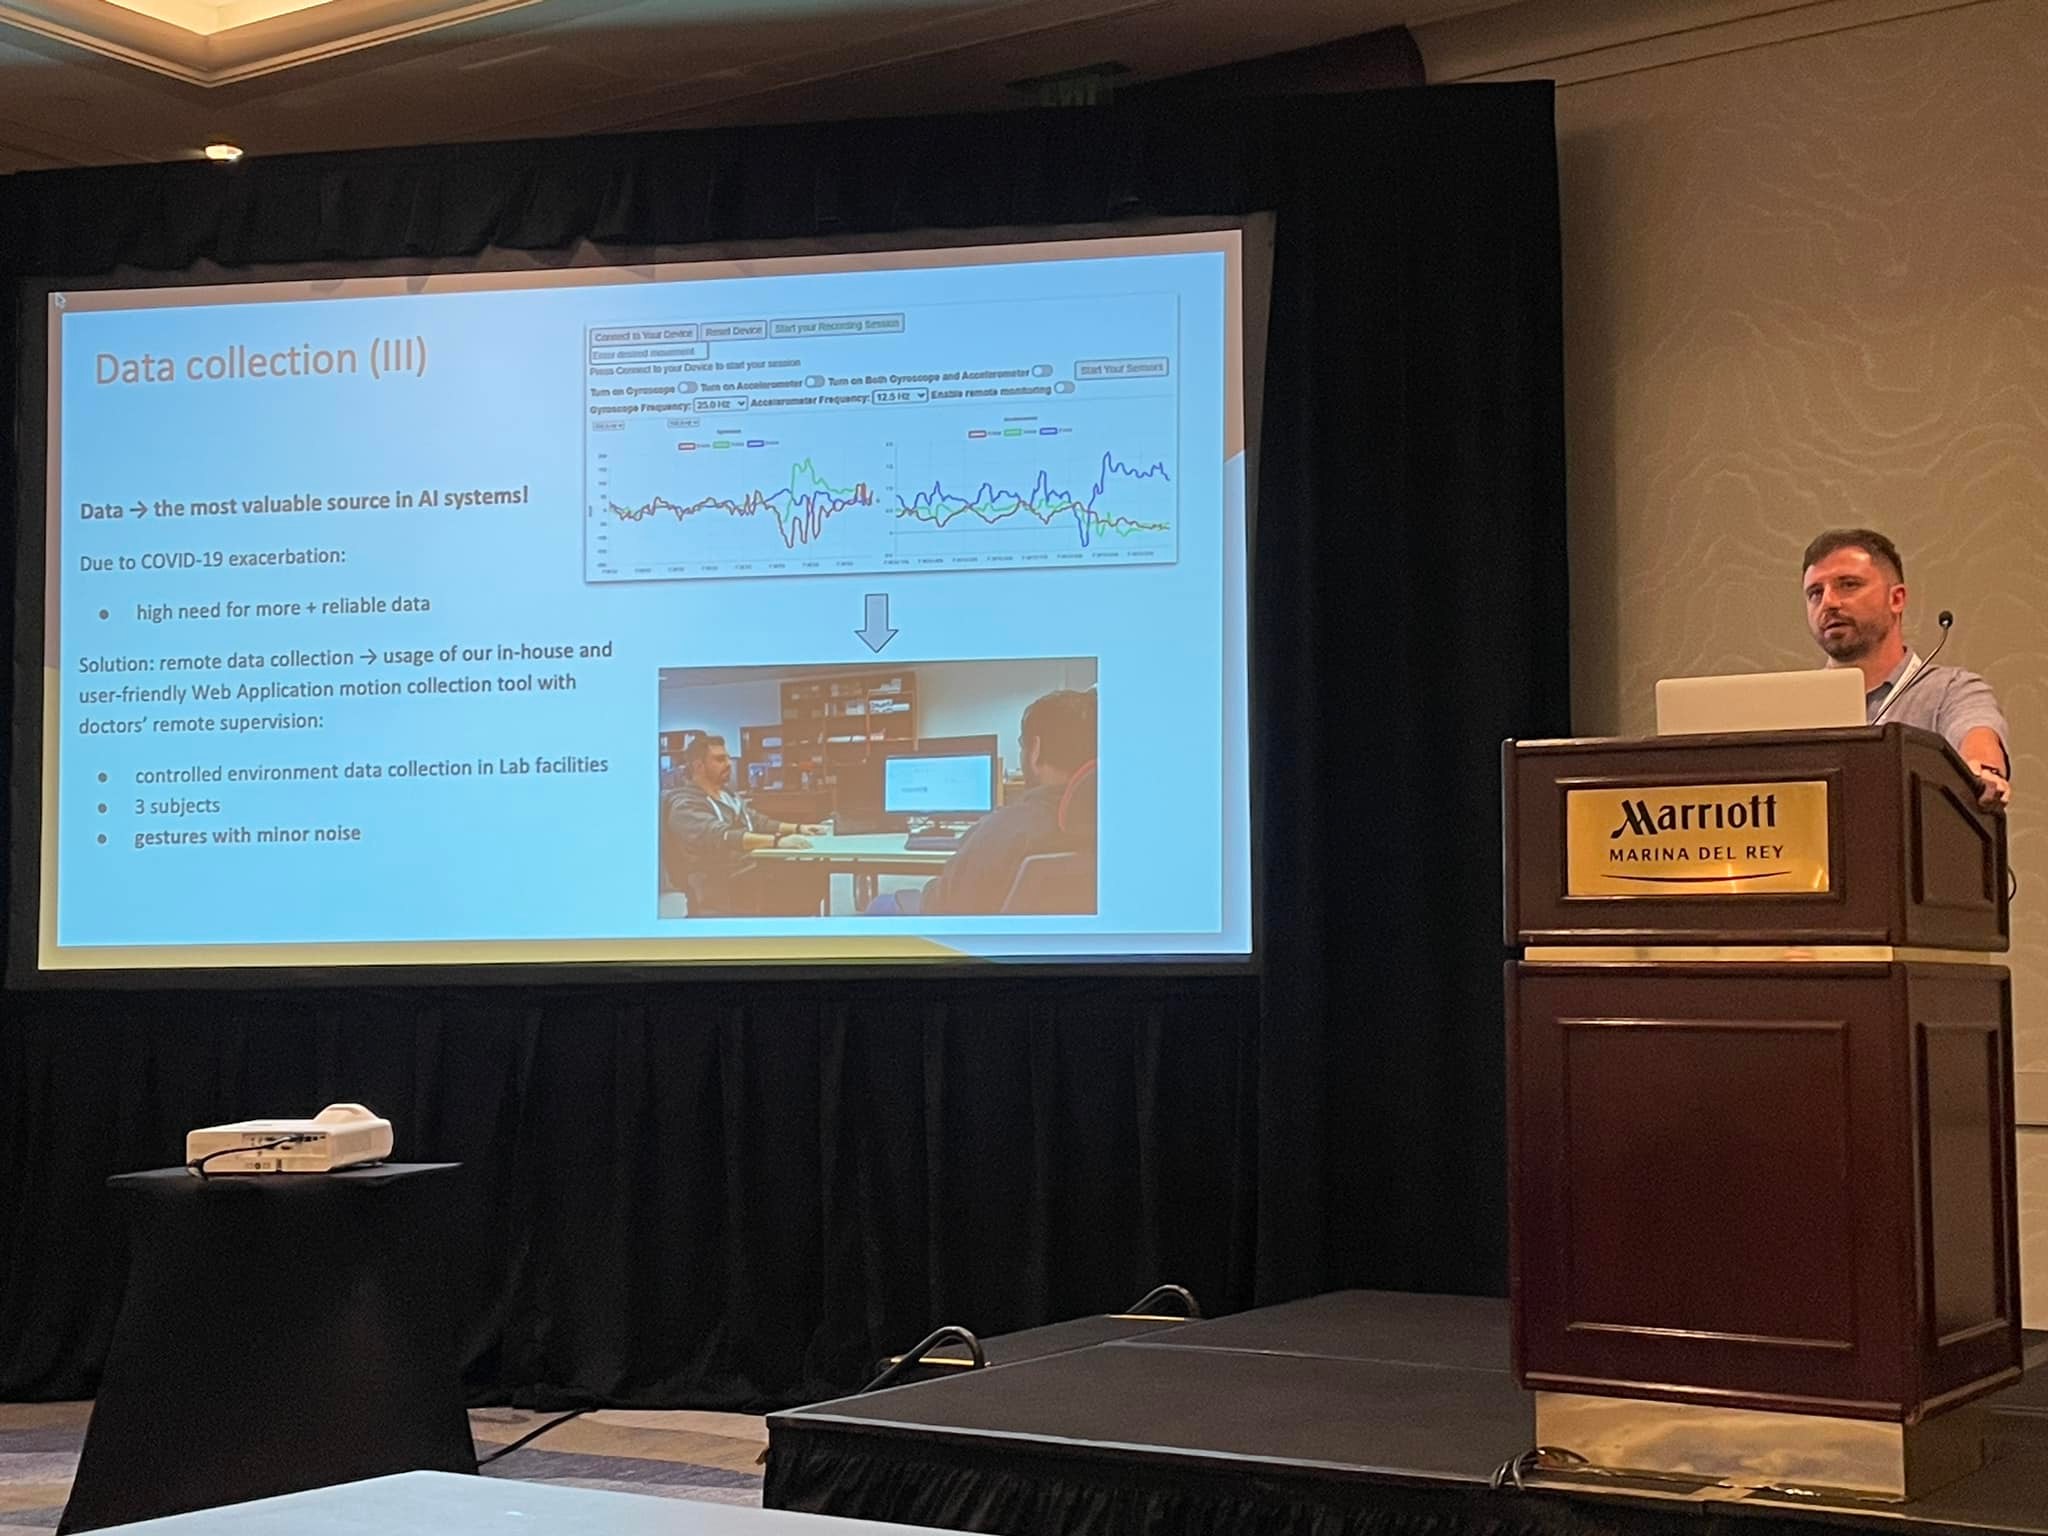 Data collection (III)
Data → the most valuable source in AI systems!
Due to COVID-19 exacerbation:
• high need for more + reliable data
Solution: remote data collection → usage of our in-house and
user-friendly Web Application motion collection tool with
doctors' remote supervision:
• controlled environment data collection in Lab facilities
• 3 subjects
• gestures with minor noise
Connect to Your Device Reset Device Start your Recording Session
Enter desired movement
Press Connect to your Device to start your session
Turn on Gyroscope Turn on Accelerometer Turn on Both Gyroscope and Accelerometer Start Your Sensors
Gyroscope Frequency: 25.0 Hz Accelerometer Frequency: 12.5 Hz Enable remote monitoring
Marriott
MARINA DEL REY